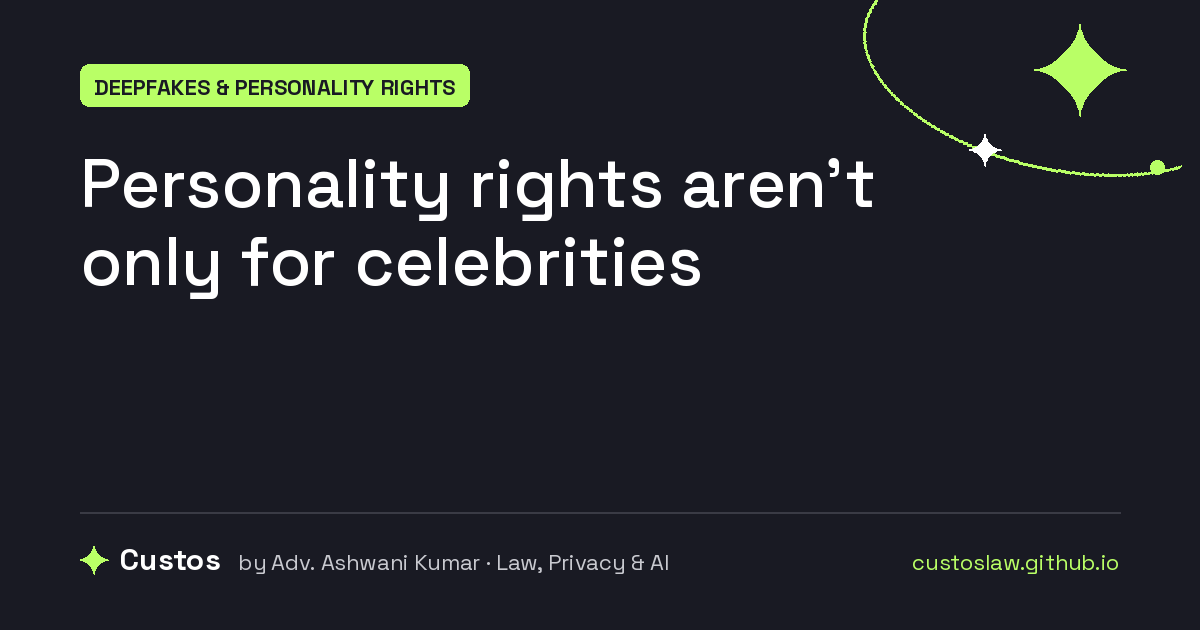 DEEPFAKES & PERSONALITY RIGHTS
Personality rights aren’t
only for celebrities
Custos by Adv. Ashwani Kumar · Law, Privacy & AI
custoslaw.github.io